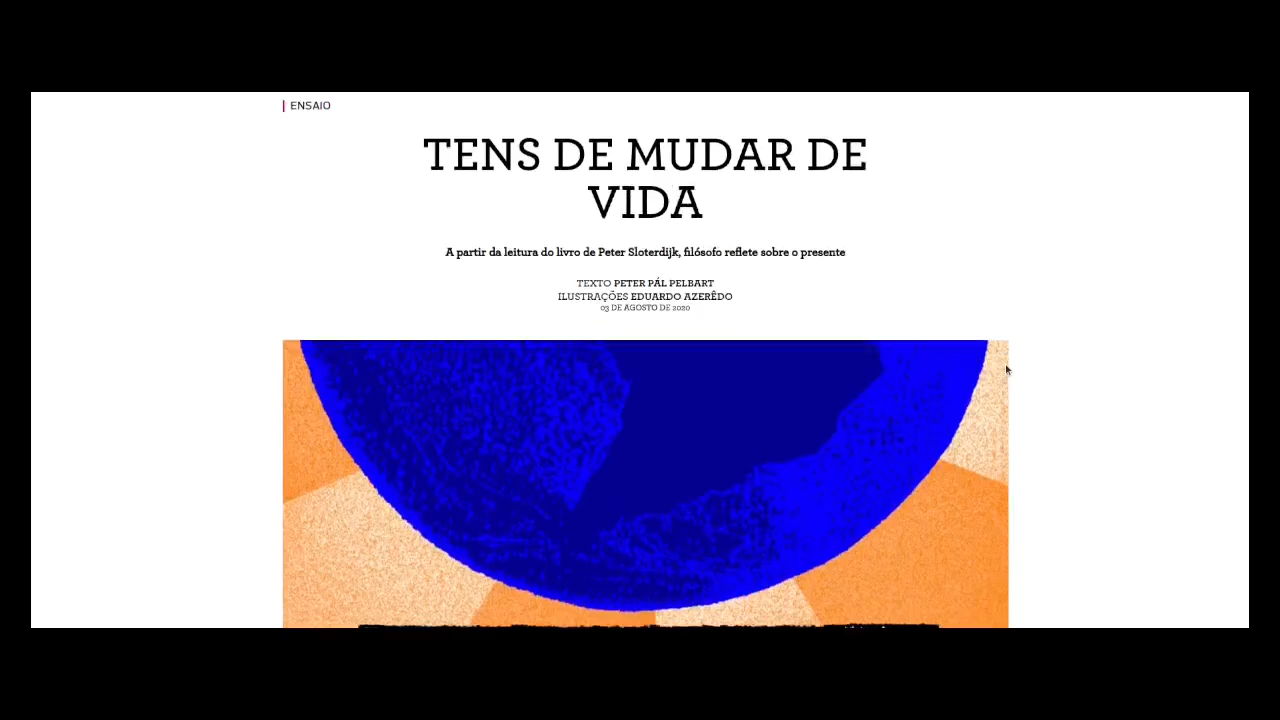 ENSAIO
TENS DE MUDAR DE
VIDA
A partir da leitura do livro de Peter Sloterdijk, filósofo reflete sobre o presente
TEXTO PETER PÁL PELBART
ILUSTRAÇÕES EDUARDO AZERÊDO
03 DE AGOSTO DE 2020